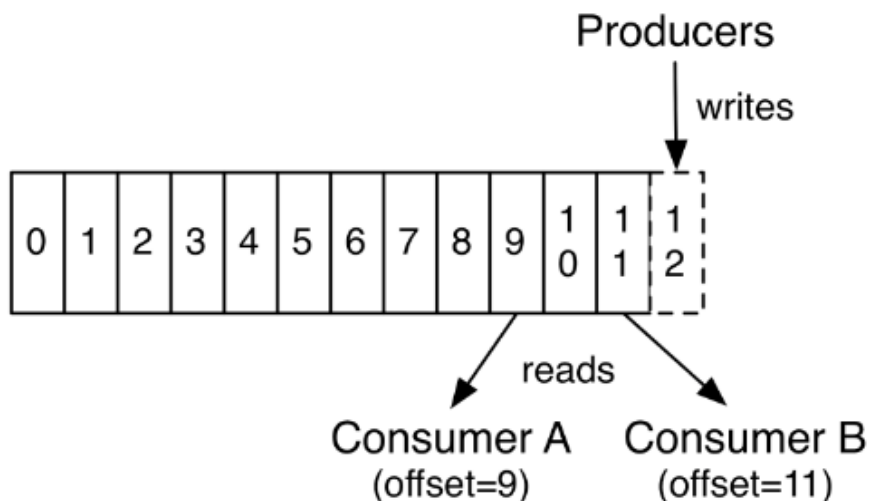 Producers
writes
0 1 2 3 4 5 6 7 8 9 10 11 12
reads
Consumer A Consumer B
(offset=9) (offset=11)